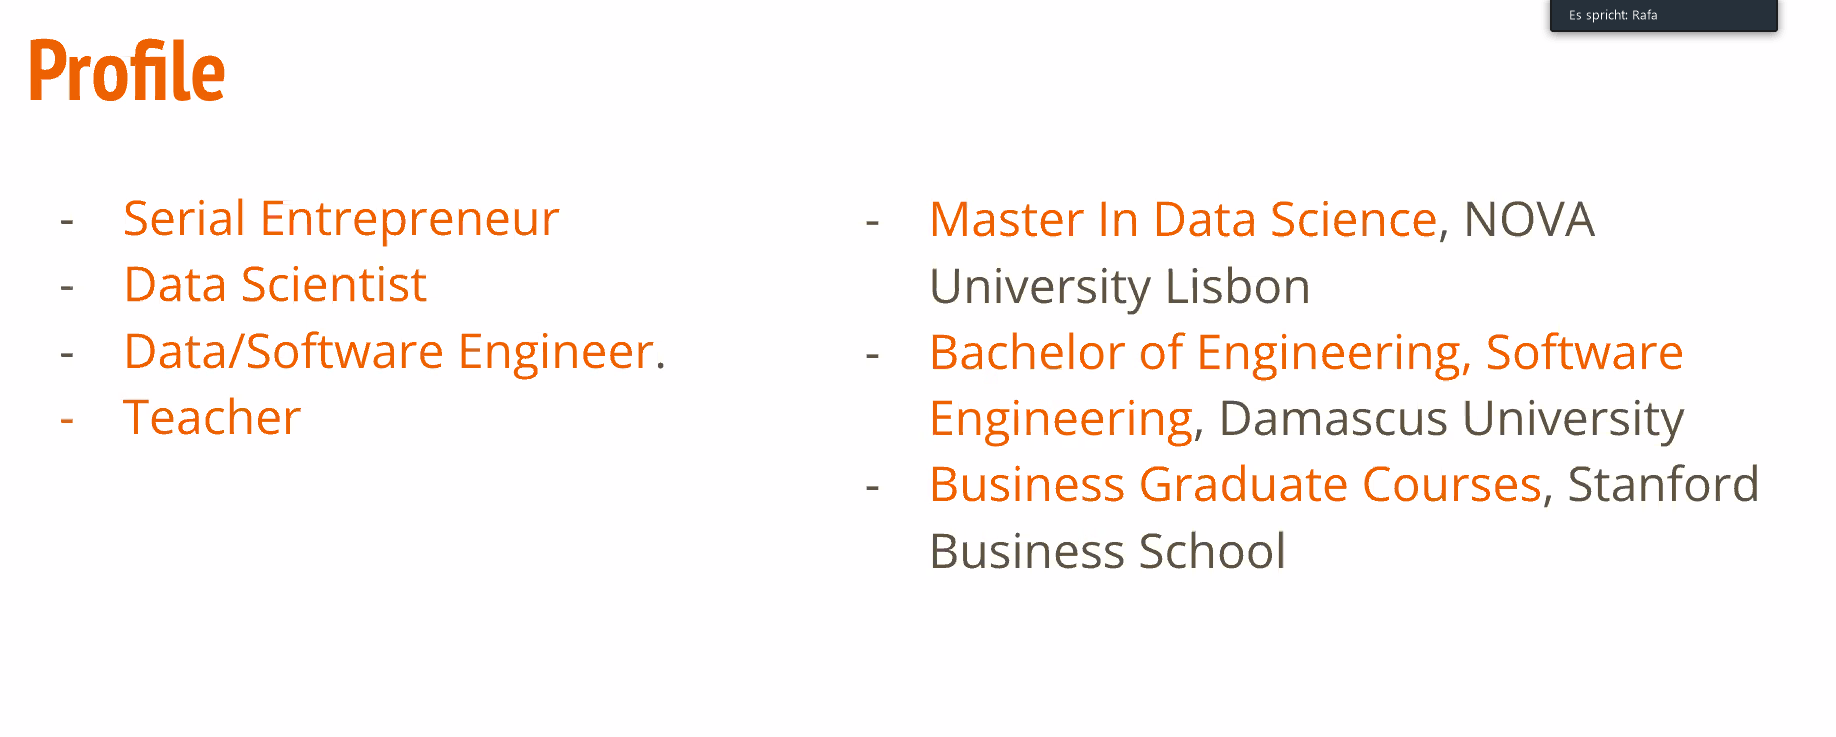 Es spricht: Rafa
Profile
- Serial Entrepreneur
- Data Scientist
- Data/Software Engineer.
- Teacher
- Master In Data Science, NOVA
University Lisbon
- Bachelor of Engineering, Software
Engineering, Damascus University
- Business Graduate Courses, Stanford
Business School